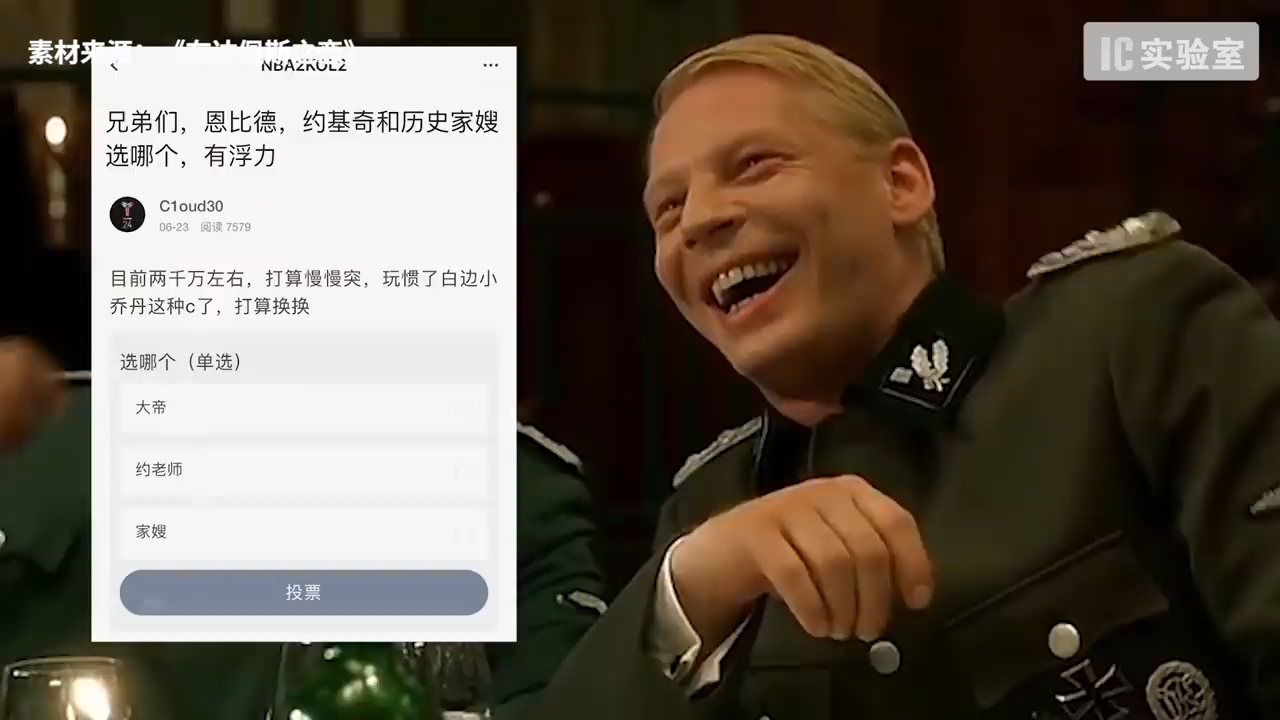 素材来源：《
IC实验室
NBA2KOL2
兄弟们，恩比德，约基奇和历史家嫂
选哪个，有浮力
C1oud30
06-23 阅读 7579
目前两千万左右，打算慢慢突，玩惯了白边小
乔丹这种c了，打算换换
选哪个（单选）
大帝
约老师
家嫂
投票